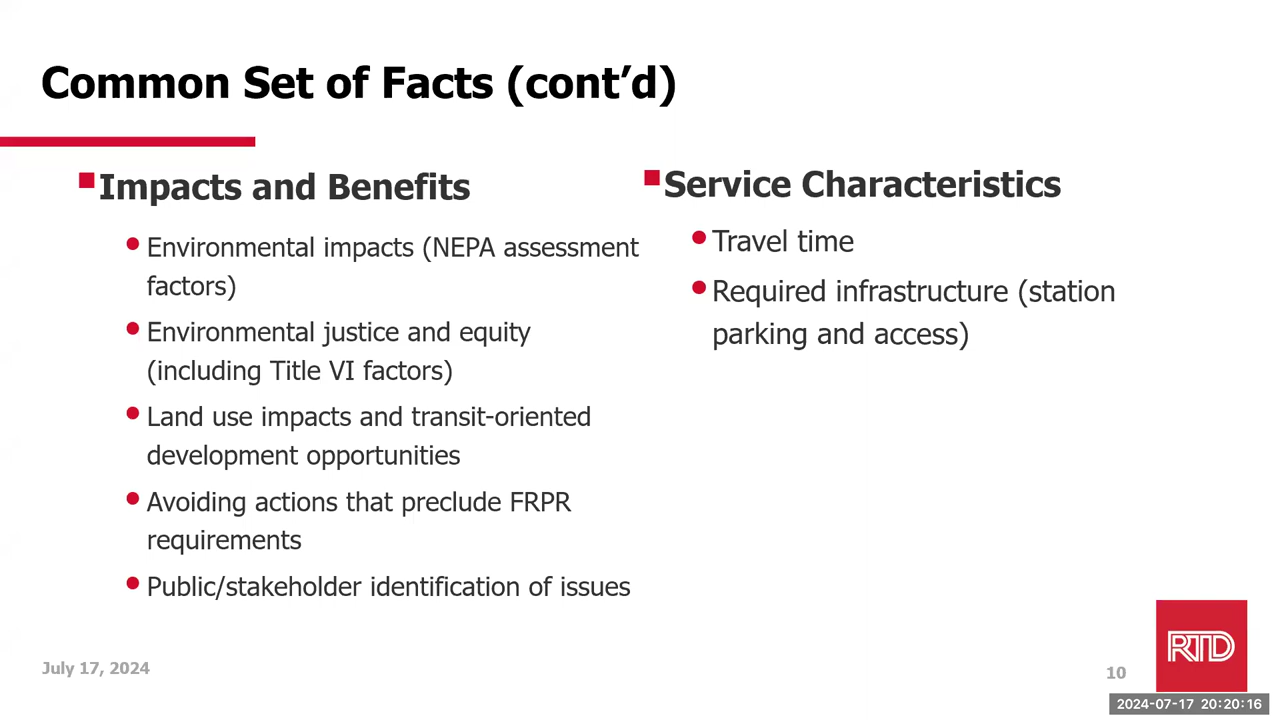 Common Set of Facts (cont’d)
Impacts and Benefits
Environmental impacts (NEPA assessment
factors)
Environmental justice and equity
(including Title VI factors)
Land use impacts and transit-oriented
development opportunities
Avoiding actions that preclude FRPR
requirements
Public/stakeholder identification of issues
Service Characteristics
Travel time
Required infrastructure (station
parking and access)
July 17, 2024
10
RTD
2024-07-17 20:20:16